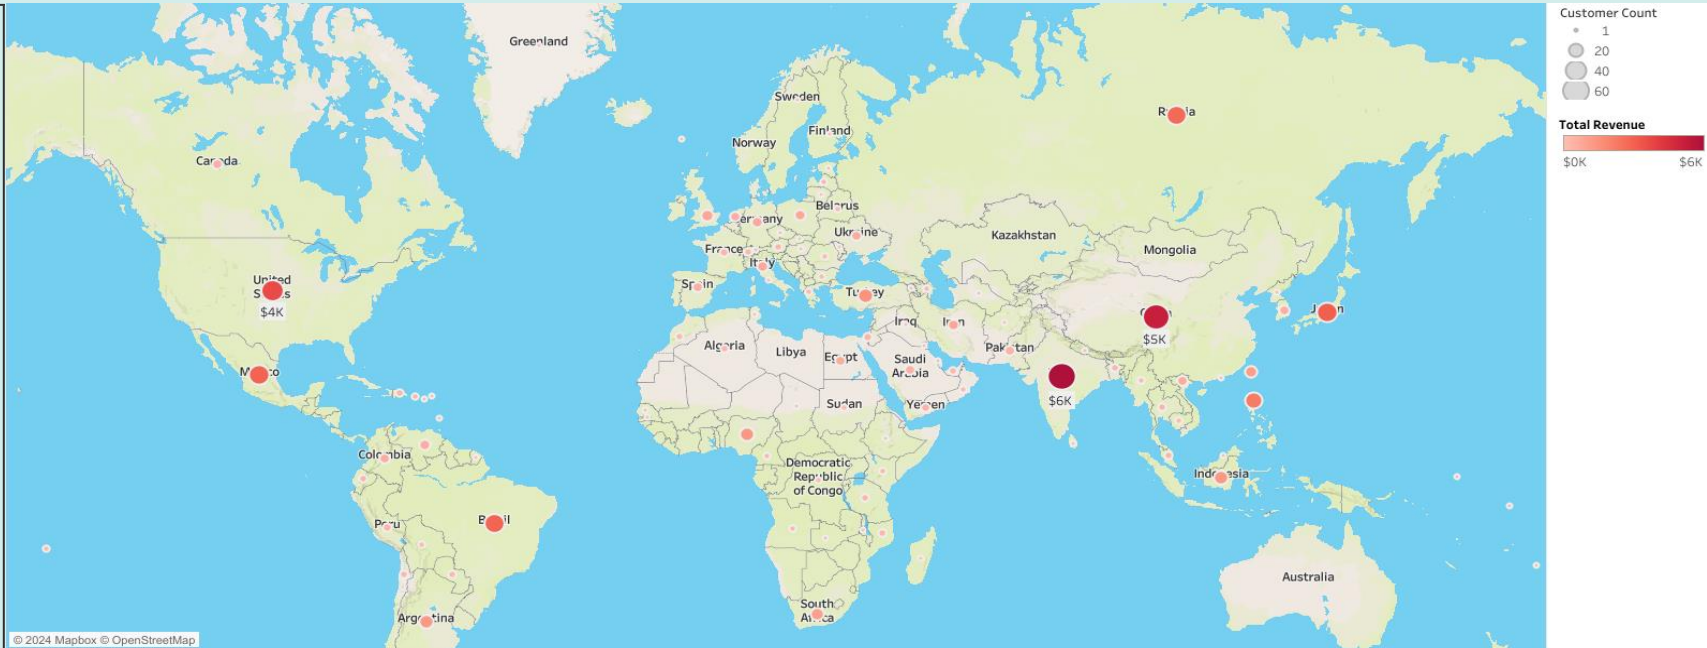 Greenland
Sweden
Finland
Norway
Canada
Belarus
Germany
Ukraine
France
Italy
Spain
Turkey
Kazakhstan
Mongolia
Russia
United
States
$4K
Mexico
Algeria
Libya
Egypt
Iraq
Iran
Saudi
Arabia
Pakistan
China
$5K
Japan
$6K
Sudan
Yemen
Colombia
Democratic
Republic
of Congo
Indonesia
Peru
Brazil
South
Africa
Argentina
Australia
© 2024 Mapbox © OpenStreetMap
Customer Count
1
20
40
60
Total Revenue
$0K
$6K